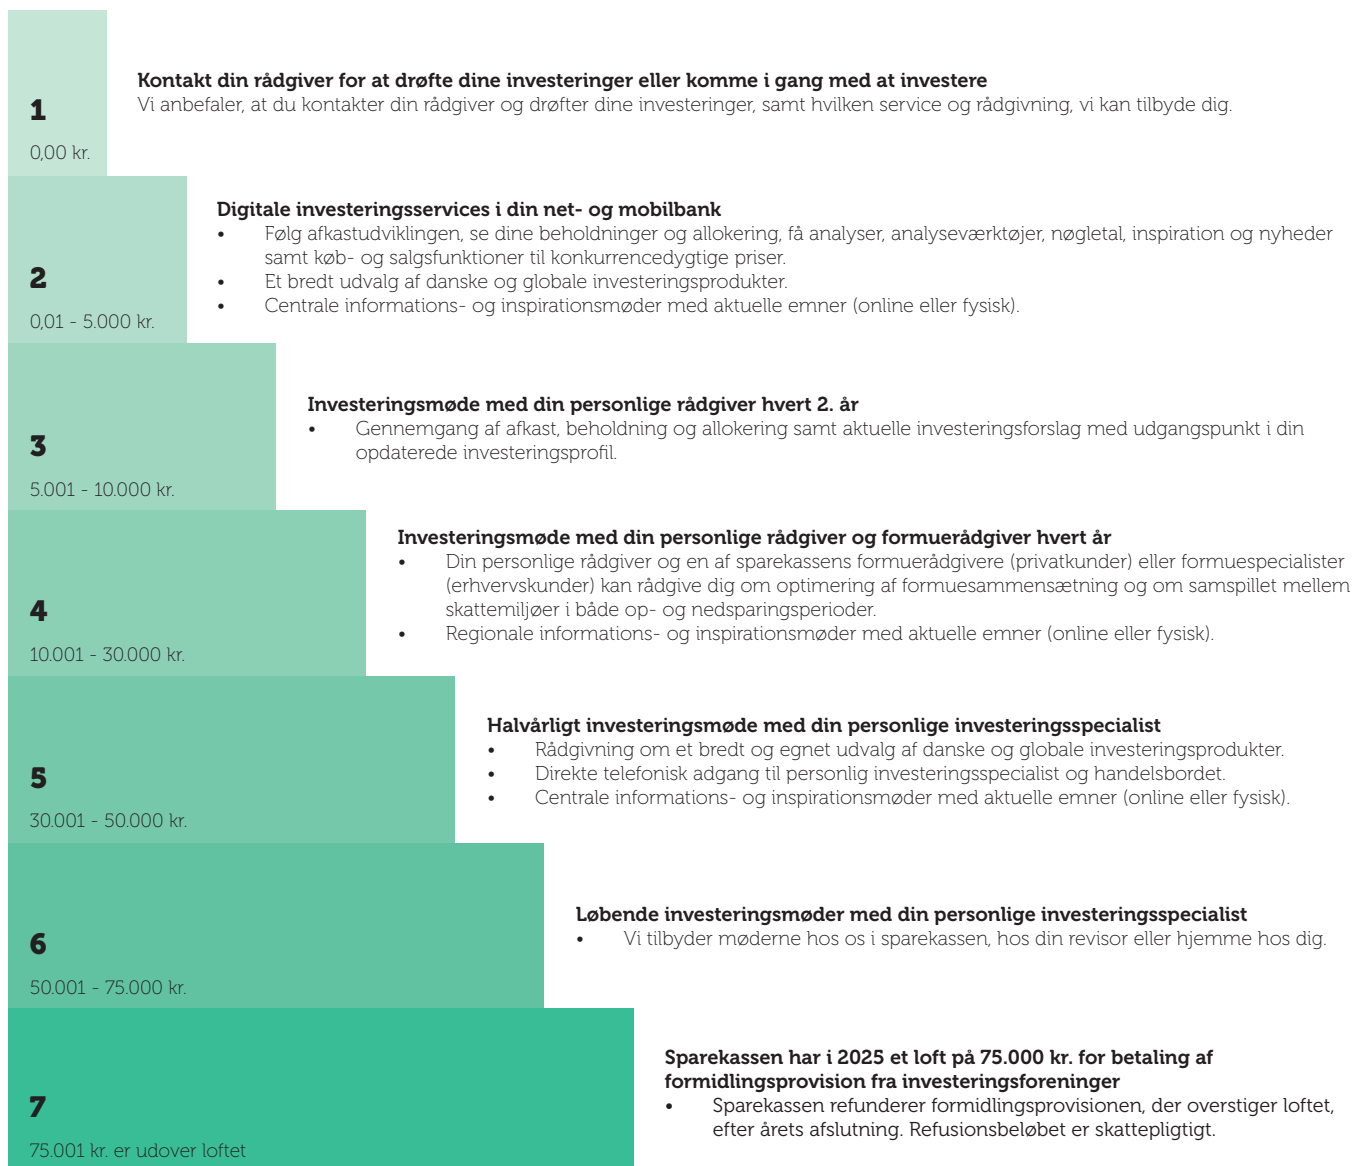 1
0,00 kr.
Kontakt din rådgiver for at drøfte dine investeringer eller komme i gang med at investere
Vi anbefaler, at du kontakter din rådgiver og drøfter dine investeringer, samt hvilken service og rådgivning, vi kan tilbyde dig.
2
0,01 - 5.000 kr.
Digitale investeringsservices i din net- og mobilbank
• Følg afkastudviklingen, se dine beholdninger og allokering, få analyser, analyseværktøjer, nøgletal, inspiration og nyheder
samt køb- og salgsfunktioner til konkurrencedygtige priser.
• Et bredt udvalg af danske og globale investeringsprodukter.
• Centrale informations- og inspirationsmøder med aktuelle emner (online eller fysisk).
3
5.001 - 10.000 kr.
Investeringsmøde med din personlige rådgiver hvert 2. år
• Gennemgang af afkast, beholdning og allokering samt aktuelle investeringsforslag med udgangspunkt i din
opdaterede investeringsprofil.
4
10.001 - 30.000 kr.
Investeringsmøde med din personlige rådgiver og formuerådgiver hvert år
• Din personlige rådgiver og en af sparekassens formuerådgivere (privatkunder) eller formuespecialister
(erhvervskunder) kan rådgive dig om optimering af formuesammensætning og om samspillet mellem
skattemiljøer i både op- og nedsparingsperioder.
• Regionale informations- og inspirationsmøder med aktuelle emner (online eller fysisk).
5
30.001 - 50.000 kr.
Halvårligt investeringsmøde med din personlige investeringsspecialist
• Rådgivning om et bredt og egnet udvalg af danske og globale investeringsprodukter.
• Direkte telefonisk adgang til personlig investeringsspecialist og handelsbordet.
• Centrale informations- og inspirationsmøder med aktuelle emner (online eller fysisk).
6
50.001 - 75.000 kr.
Løbende investeringsmøder med din personlige investeringsspecialist
• Vi tilbyder møderne hos os i sparekassen, hos din revisor eller hjemme hos dig.
7
75.001 kr. er udover loftet
Sparekassen har i 2025 et loft på 75.000 kr. for betaling af
formidlingsprovision fra investeringsforeninger
• Sparekassen refunderer formidlingsprovisionen, der overstiger loftet,
efter årets afslutning. Refusionsbeløbet er skattepligtigt.